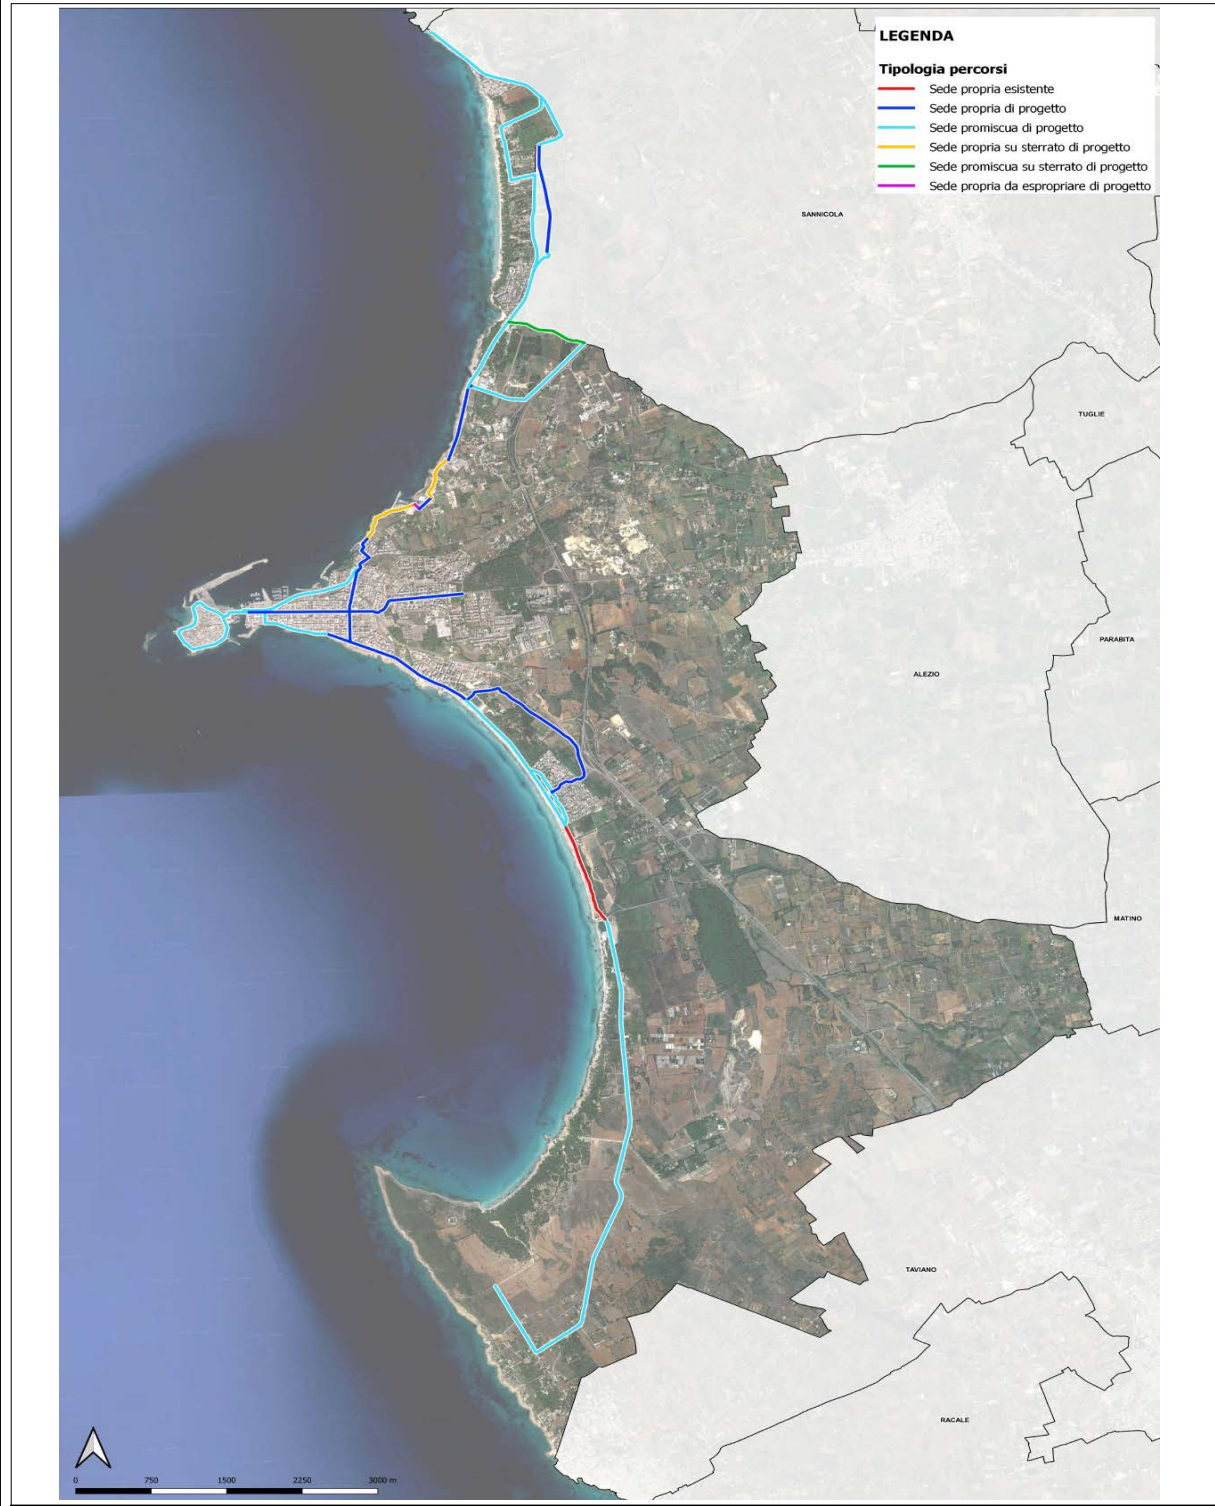 LEGENDA
Tipologia percorsi
Sede propria esistente
Sede propria di progetto
Sede promiscua di progetto
Sede propria su sterrato di progetto
Sede promiscua su sterrato di progetto
Sede propria da espropriare di progetto
SANNICOLA
TUGLIE
PARABITA
ALEZIO
MATINO
TAVIANO
RACALE
0 750 1500 2250 3000 m